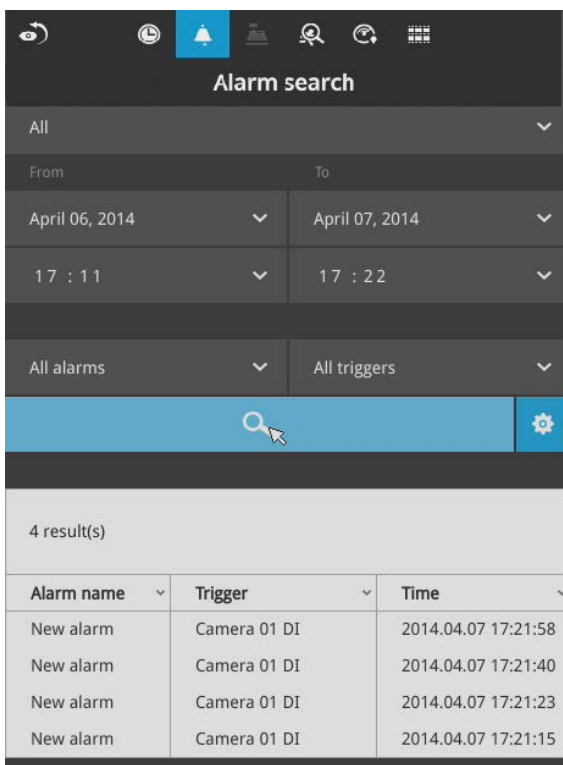 Alarm search
All
From To
April 06, 2014 April 07, 2014
17 : 11 17 : 22
All alarms All triggers
4 result(s)
Alarm name Trigger Time
New alarm Camera 01 DI 2014.04.07 17:21:58
New alarm Camera 01 DI 2014.04.07 17:21:40
New alarm Camera 01 DI 2014.04.07 17:21:23
New alarm Camera 01 DI 2014.04.07 17:21:15